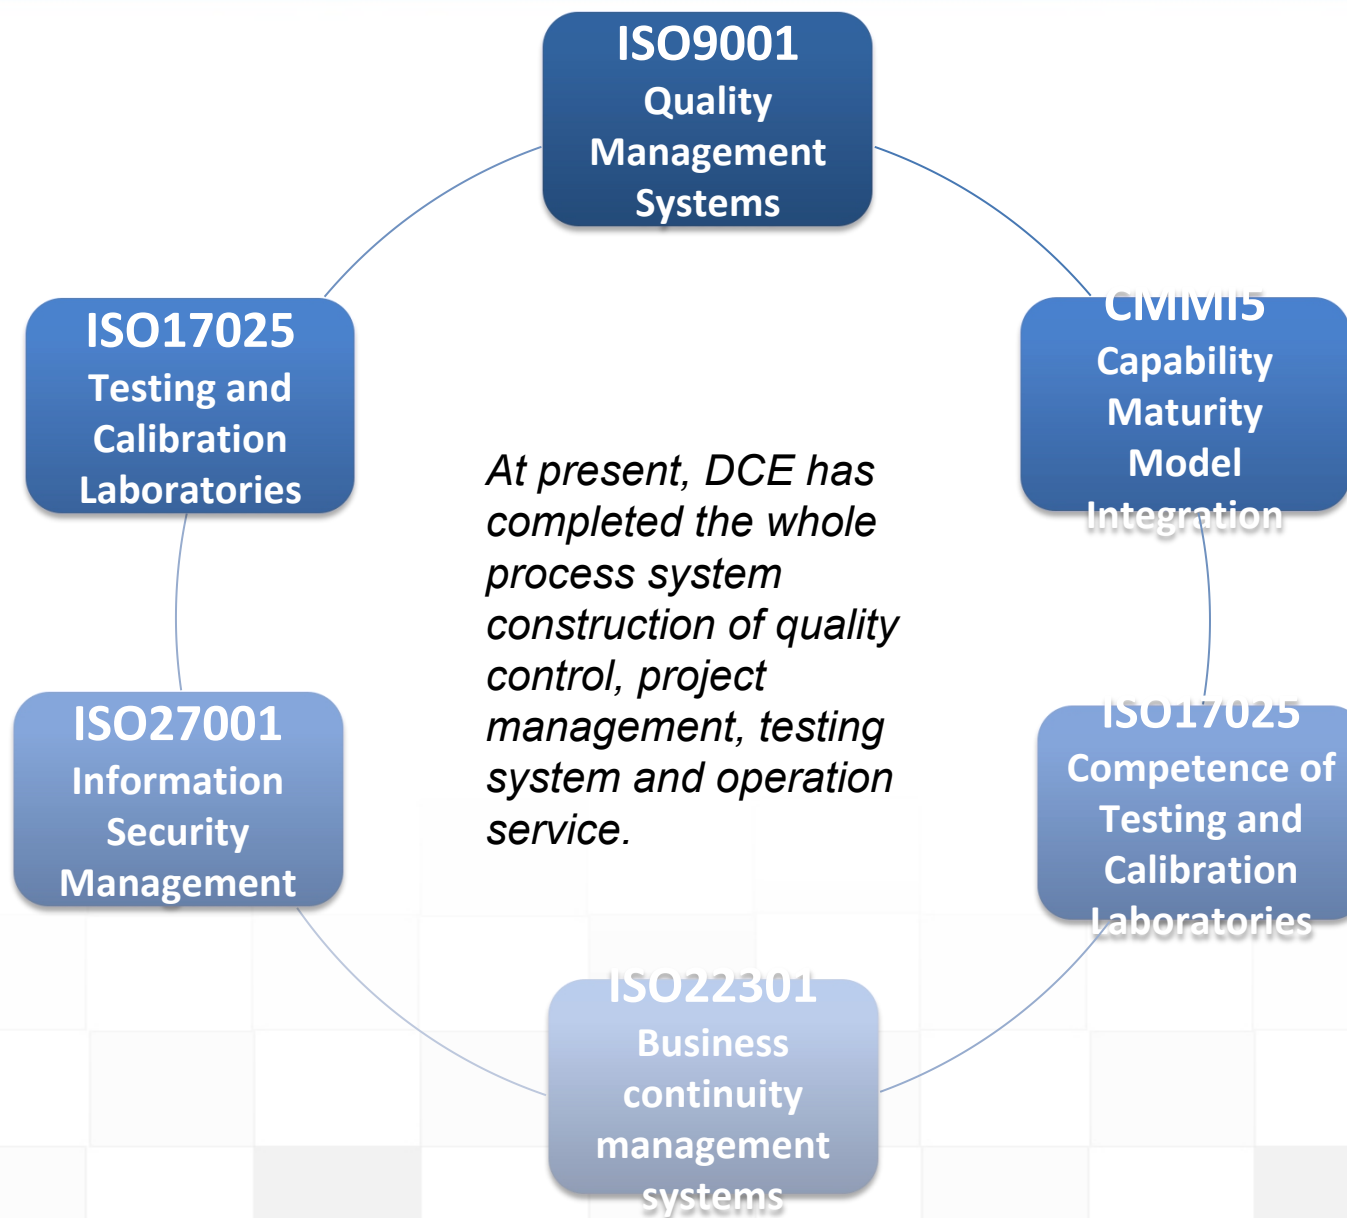 ISO9001
Quality
Management
Systems
CMMI5
Capability
Maturity
Model
Integration
ISO17025
Competence of
Testing and
Calibration
Laboratories
ISO22301
Business
continuity
management
systems
ISO27001
Information
Security
Management
ISO17025
Testing and
Calibration
Laboratories
At present, DCE has
completed the whole
process system
construction of quality
control, project
management, testing
system and operation
service.